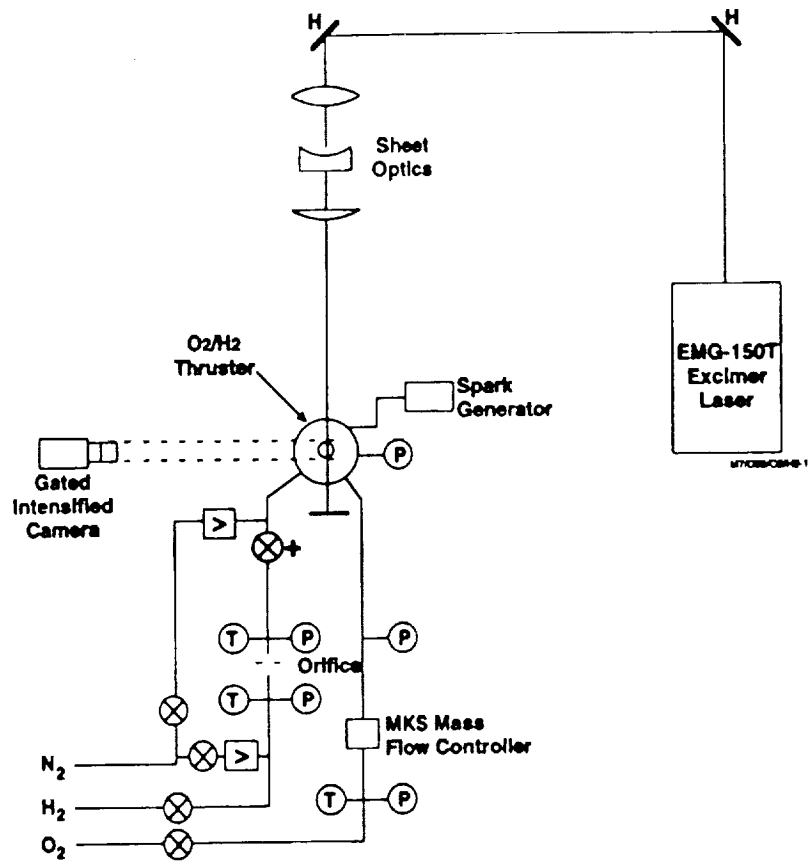 H
H
Sheet
Optics
O2/H2
Thruster
Spark
Generator
EMG-150T
Excimer
Laser
P
Gated
Intensified
Camera
>
+
T
P
P
Orifice
T
P
MKS Mass
Flow Controller
N2
>
T
P
H2
O2